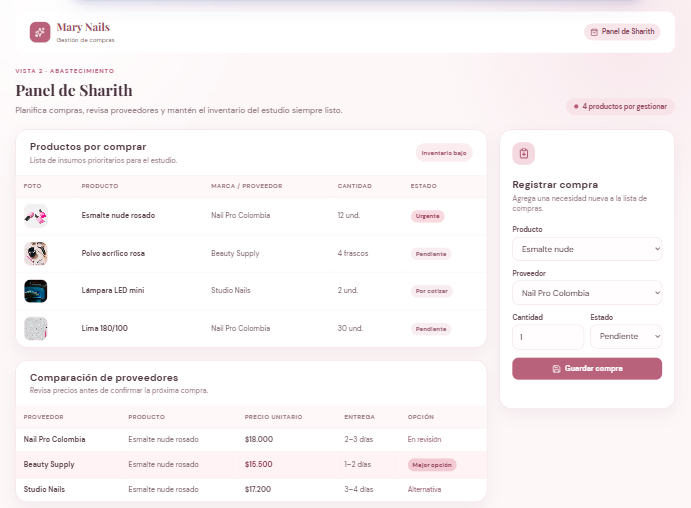 Mary Nails
Gestión de compras
Panel de Sharith
VISTA 2 · ABASTECIMIENTO
Panel de Sharith
Planifica compras, revisa proveedores y mantén el inventario del estudio siempre listo.
4 productos por gestionar
Productos por comprar
Lista de insumos prioritarios para el estudio.
Inventario bajo
FOTO PRODUCTO MARCA / PROVEEDOR CANTIDAD ESTADO
Esmalte nude rosado Nail Pro Colombia 12 und. Urgente
Polvo acrílico rosa Beauty Supply 4 frascos Pendiente
Lámpara LED mini Studio Nails 2 und. Por cotizar
Lima 180/100 Nail Pro Colombia 30 und. Pendiente
Comparación de proveedores
Revisa precios antes de confirmar la próxima compra.
PROVEEDOR PRODUCTO PRECIO UNITARIO ENTREGA OPCIÓN
Nail Pro Colombia Esmalte nude rosado $18.000 2–3 días En revisión
Beauty Supply Esmalte nude rosado $15.500 1–2 días Mejor opción
Studio Nails Esmalte nude rosado $17.200 3–4 días Alternativa
Registrar compra
Agrega una necesidad nueva a la lista de
compras.
Producto
Esmalte nude
Proveedor
Nail Pro Colombia
Cantidad Estado
1 Pendiente
Guardar compra